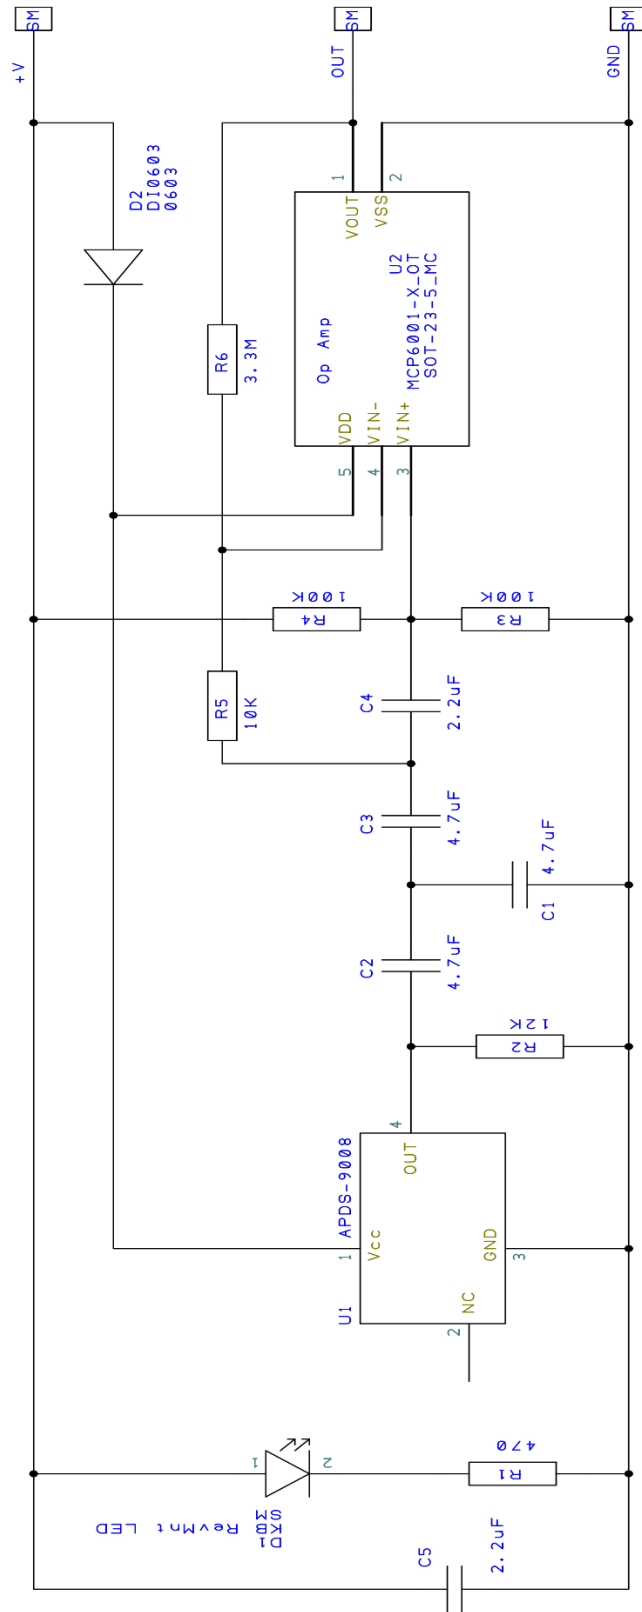 SM
SM
SM
+V
OUT
GND
D2
DI0603
0603
1
2
VOUT
VSS
U2
MCP6001-X_OT
SOT-23-5_MC
Op Amp
R6
3.3M
VDD
VIN-
VIN+
5
4
3
R4
100K
R3
100K
R5
10K
C4
2.2uF
C3
4.7uF
C1
4.7uF
C2
4.7uF
R2
12K
4
OUT
APDS-9008
Vcc
1
GND
3
NC
2
U1
1
2
R1
470
RevMnt LED
C5
2.2uF